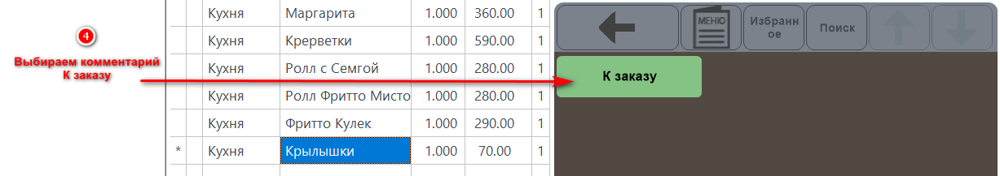 4
Выбираем комментарий
К заказу
Кухня Маргарита 1.000 360.00 1
Кухня Крерветки 1.000 590.00 1
Кухня Ролл с Семгой 1.000 280.00 1
Кухня Ролл Фритто Мисто 1.000 280.00 1
Кухня Фритто Кулек 1.000 290.00 1
* Кухня Крылышки 1.000 70.00 1
МЕНЮ
Избранн
ое
Поиск
К заказу